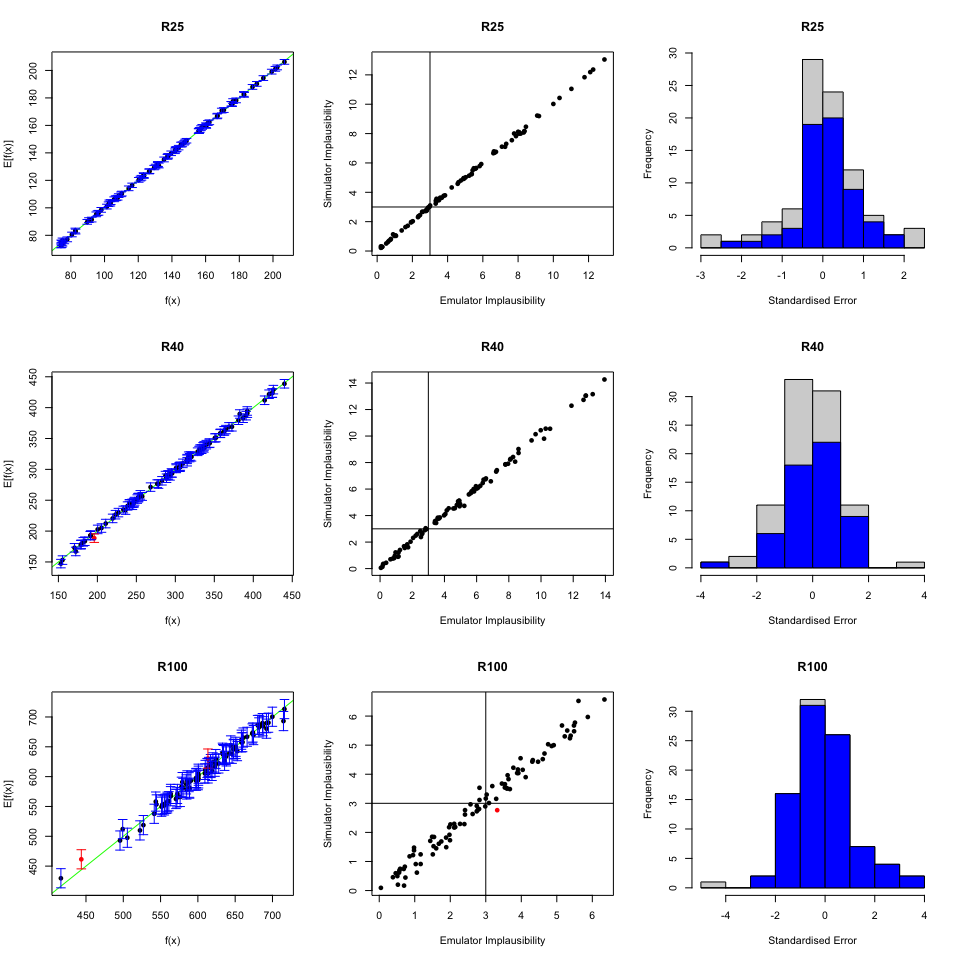 R25
E[f(x)]
80 100 120 140 160 180 200
80 100 120 140 160 180 200
f(x)
R25
Simulator Implausibility
0 2 4 6 8 10 12
0 2 4 6 8 10 12
Emulator Implausibility
R25
Frequency
0 5 10 15 20 25 30
-3 -2 -1 0 1 2
Standardised Error
R40
E[f(x)]
150 200 250 300 350 400 450
150 200 250 300 350 400 450
f(x)
R40
Simulator Implausibility
0 2 4 6 8 10 12 14
0 2 4 6 8 10 12 14
Emulator Implausibility
R40
Frequency
0 5 10 15 20 25 30
-4 -2 0 2 4
Standardised Error
R100
E[f(x)]
450 500 550 600 650 700
450 500 550 600 650 700
f(x)
R100
Simulator Implausibility
0 1 2 3 4 5 6
0 1 2 3 4 5 6
Emulator Implausibility
R100
Frequency
0 5 10 15 20 25 30
-4 -2 0 2 4
Standardised Error